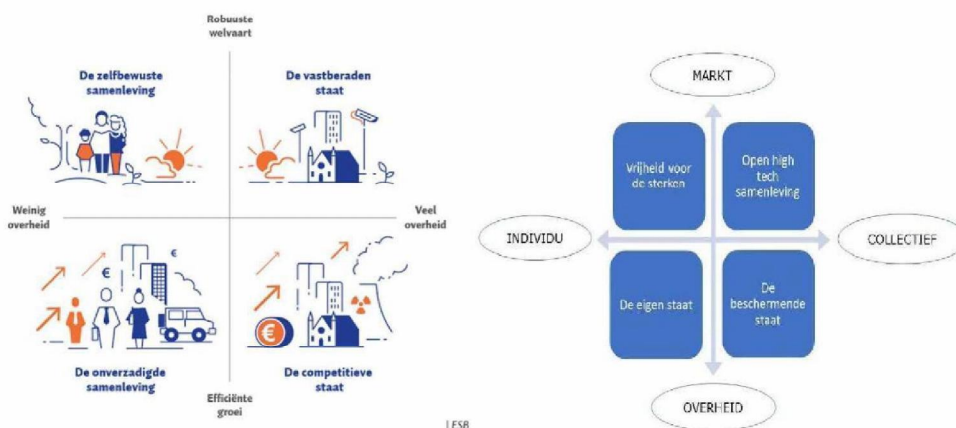 Robuuste
welvaart
De zelfbewuste
samenleving
De vastberaden
staat
Weinig
overheid
Veel
overheid
€
€
€
De onverzadigde
samenleving
De competitieve
staat
Efficiënte
groei
| ESB
MARKT
Vrijheid voor
de sterken
Open high
tech
samenleving
INDIVIDU
COLLECTIEF
De eigen staat
De
beschermende
staat
OVERHEID